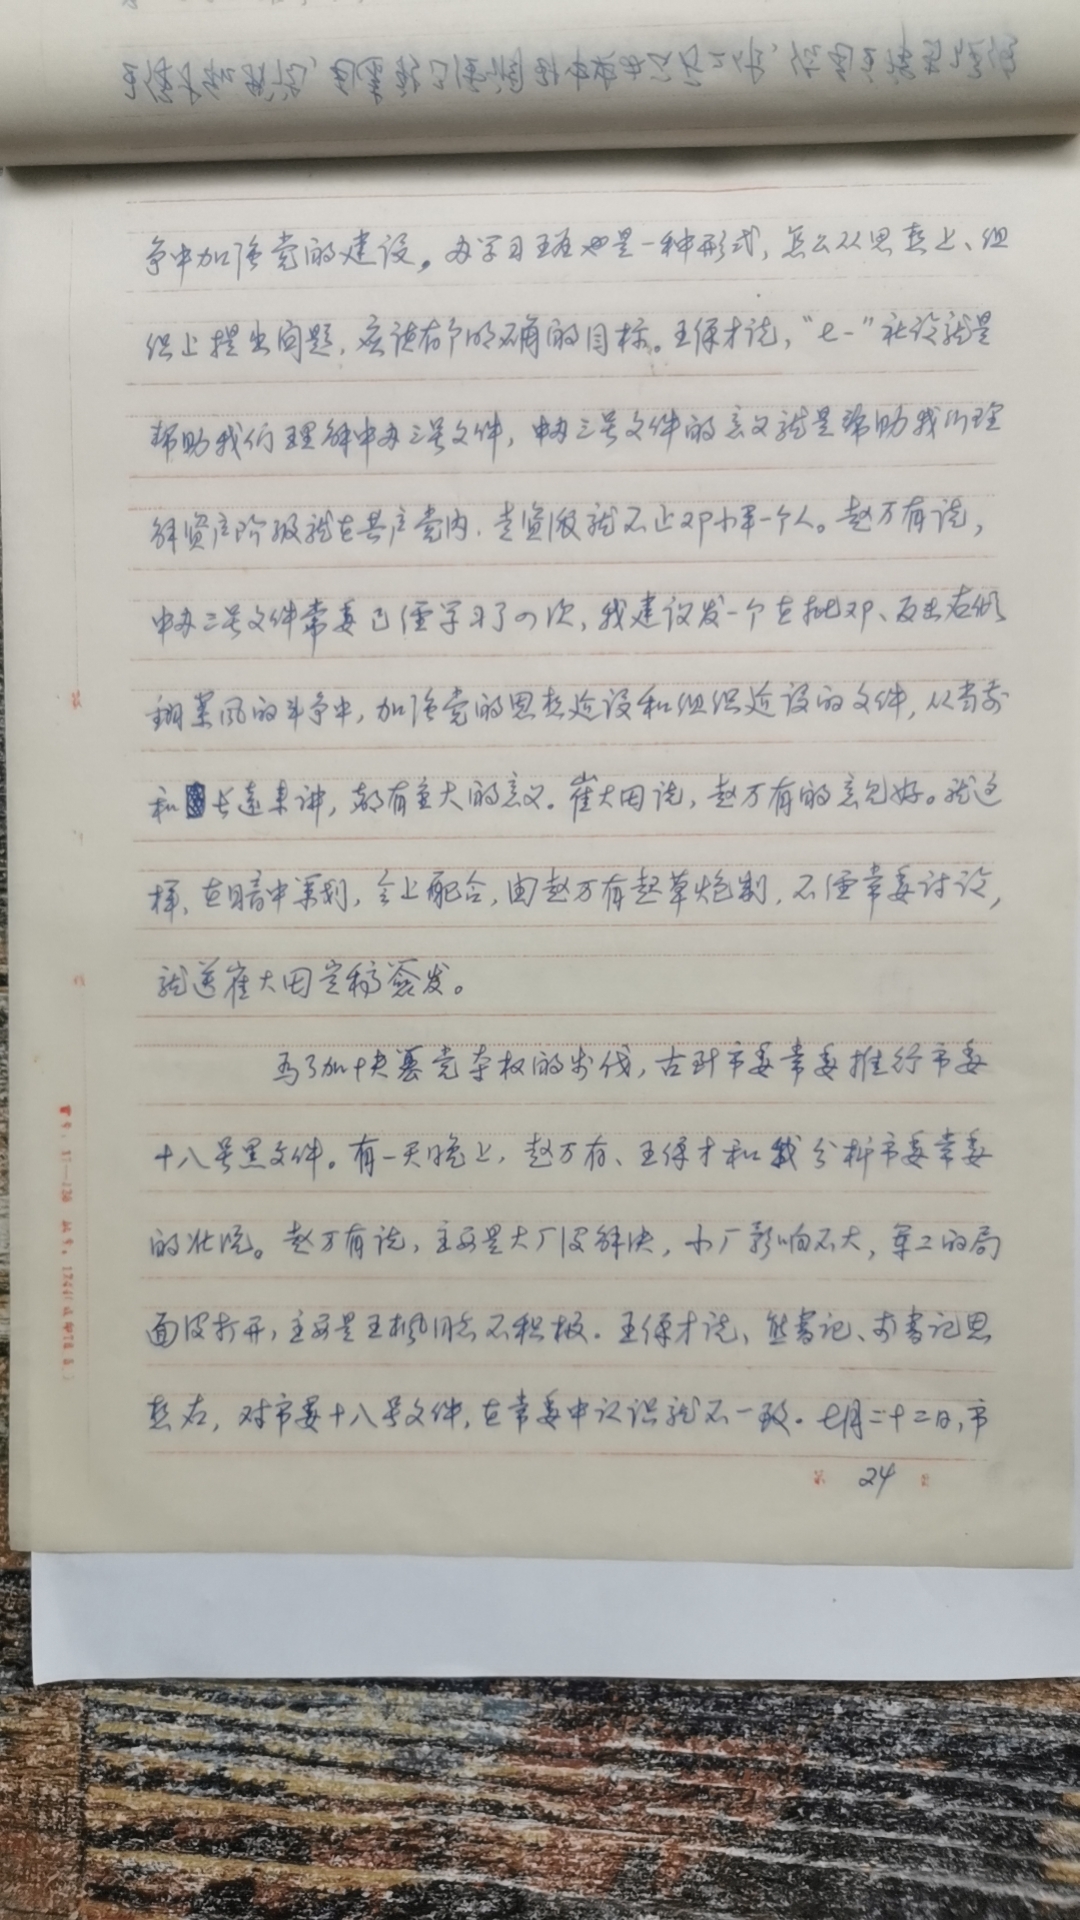 争中加强党的建设。办学习班也是一种形式,怎么从思想上、组
织上提出问题,应该有个明确的目标。王保才说,“七一”社论就是
帮助我们理解中办三号文件,中办三号文件的意义就是帮助我们理
解资产阶级就在共产党内,走资派就不止邓小平一个人。赵万有说,
中办三号文件常委已经学习了四次,我建议发一个在批邓、反击右倾
翻案风的斗争中,加强党的思想建设和组织建设的文件,从当前
和长远来讲,都有重大的意义。崔大田说,赵万有的意见好。就这
样,在暗中策划,会上配合,由赵万有起草炮制,不经常委讨论,
就送崔大田定稿签发。
为了加快篡党夺权的步伐,市委常委推行市委
十八号黑文件。有一天晚上,赵万有、王保才和我分析市委常委
的状况。赵万有说,主要是大厂没解决,小厂影响不大,军工的局
面没打开,主要是王枫同志不积极。王保才说,熊书记、书记思
想右,对市委十八号文件,在常委中认识就不一致。七月二十二日,市
第 24 页